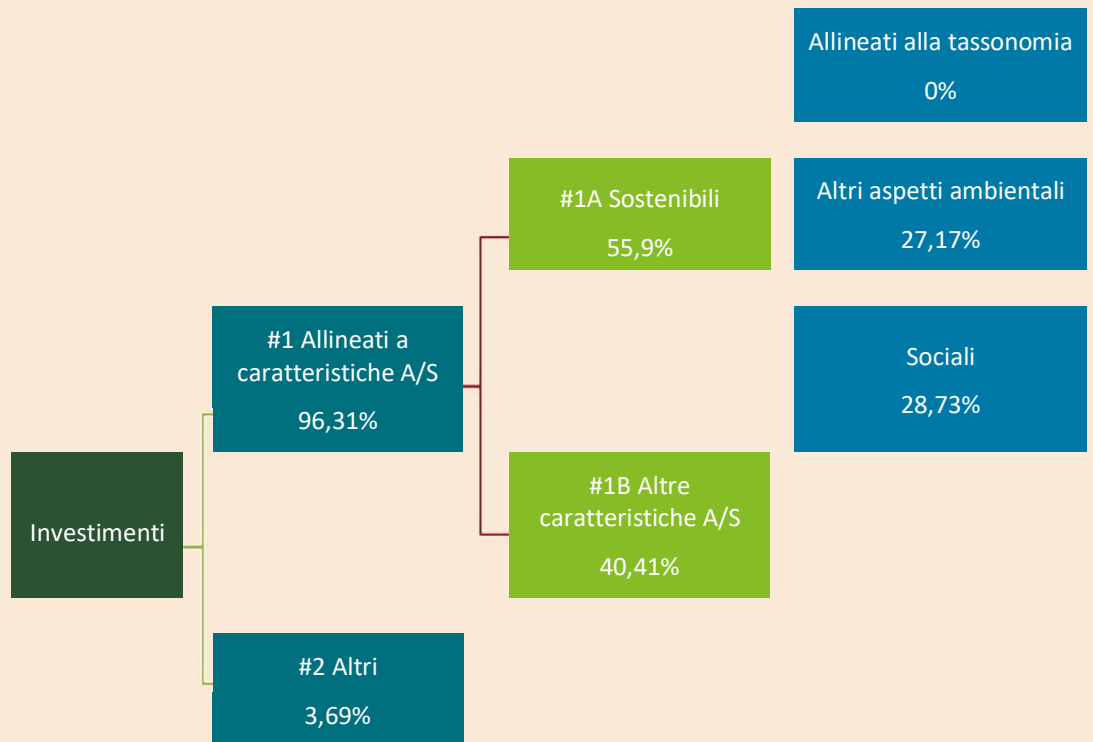 Investimenti
#1 Allineati a
caratteristiche A/S
96,31%
#2 Altri
3,69%
#1A Sostenibili
55,9%
#1B Altre
caratteristiche A/S
40,41%
Allineati alla tassonomia
0%
Altri aspetti ambientali
27,17%
Sociali
28,73%